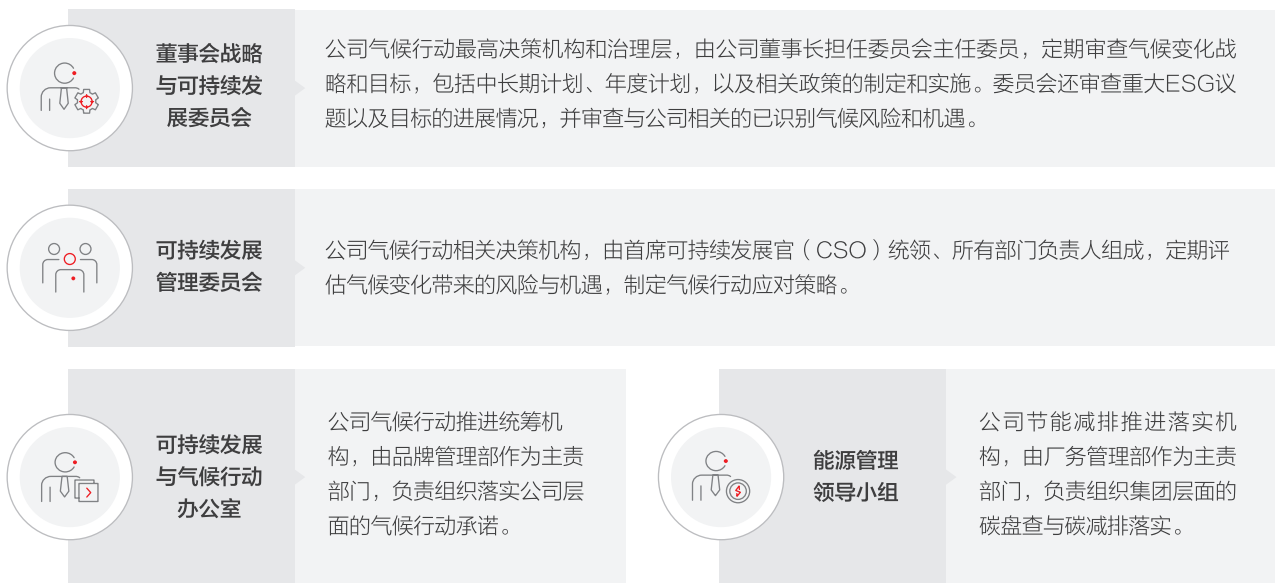 董事会战略
与可持续发
展委员会
公司气候行动最高决策机构和治理层，由公司董事长担任委员会主任委员，定期审查气候变化战
略和目标，包括中长期计划、年度计划，以及相关政策的制定和实施。委员会还审查重大ESG议
题以及目标的进展情况，并审查与公司相关的已识别气候风险和机遇。
可持续发展
管理委员会
公司气候行动相关决策机构，由首席可持续发展官（CSO）统领、所有部门负责人组成，定期评
估气候变化带来的风险与机遇，制定气候行动应对策略。
可持续发展
与气候行动
办公室
公司气候行动推进统筹机
构，由品牌管理部作为主责
部门，负责组织落实公司层
面的气候行动承诺。
能源管理
领导小组
公司节能减排推进落实机
构，由厂务管理部作为主责
部门，负责组织集团层面的
碳盘查与碳减排落实。